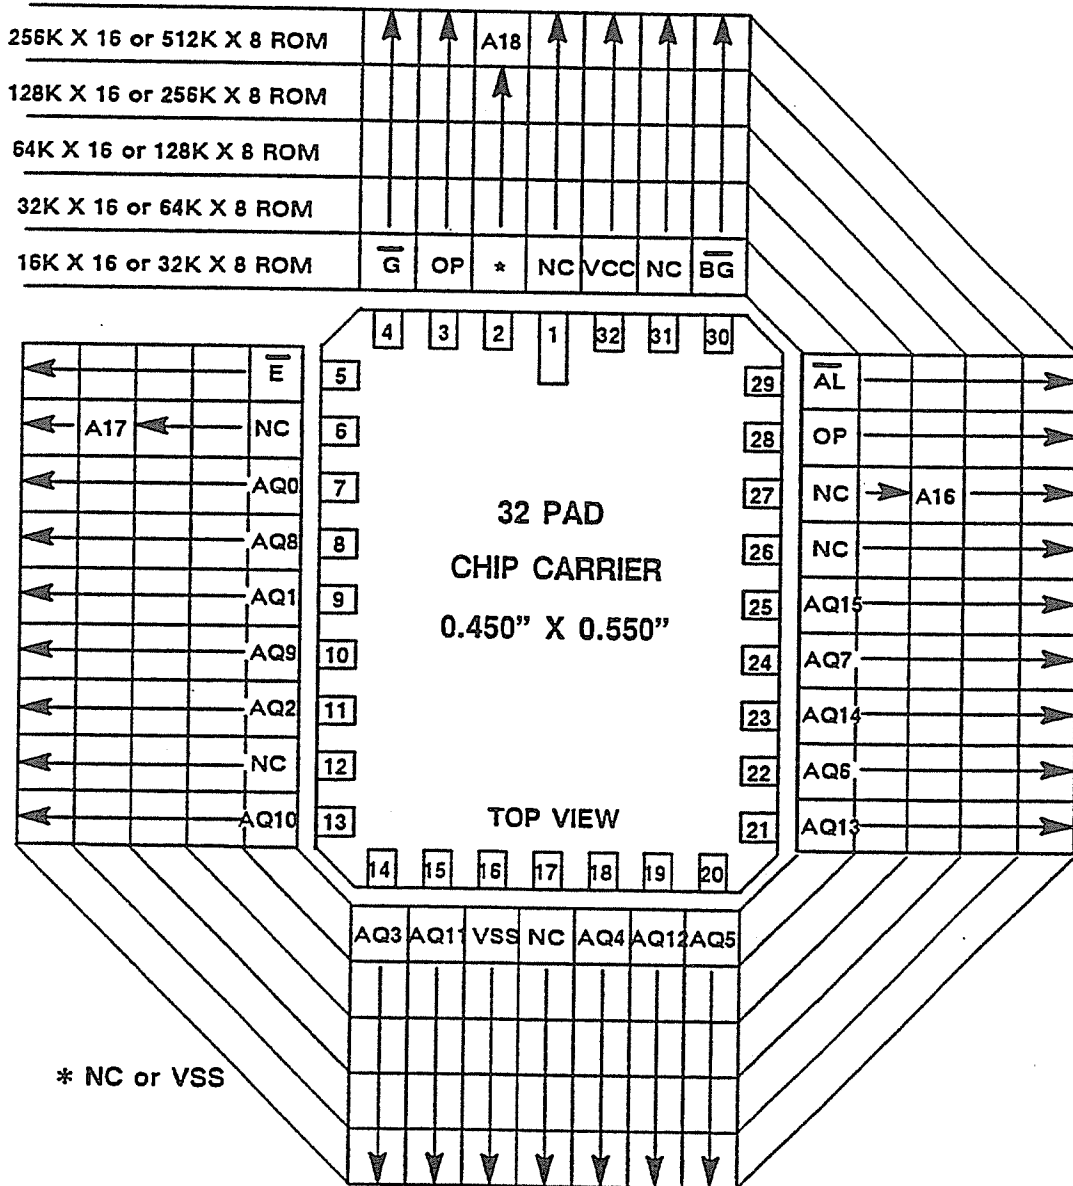 256K X 16 or 512K X 8 ROM
A18
128K X 16 or 256K X 8 ROM
64K X 16 or 128K X 8 ROM
32K X 16 or 64K X 8 ROM
16K X 16 or 32K X 8 ROM
G̅ OP * NC VCC NC B̅G̅
4 3 2 1 32 31 30
E̅ 5 29 A̅L̅
A17 NC 6 28 OP
AQ0 7 27 NC A16
AQ8 8 26 NC
AQ1 9 25 AQ15
AQ9 10 24 AQ7
AQ2 11 23 AQ14
NC 12 22 AQ6
AQ10 13 21 AQ13
32 PAD
CHIP CARRIER
0.450” X 0.550”
TOP VIEW
14 15 16 17 18 19 20
AQ3 AQ11 VSS NC AQ4 AQ12 AQ5
* NC or VSS